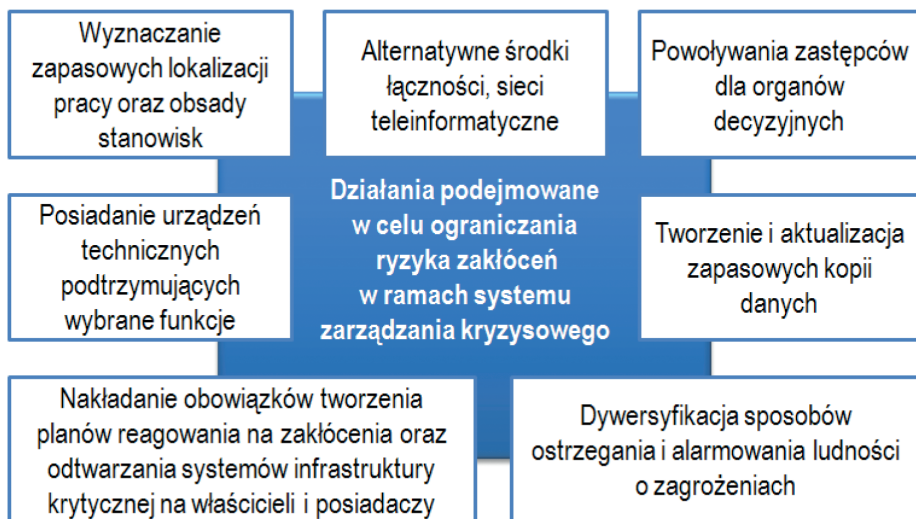 Wyznaczanie
zapasowych lokalizacji
pracy oraz obsady
stanowisk
Alternatywne środki
łączności, sieci
teleinformatyczne
Powoływania zastępców
dla organów
decyzyjnych
Działania podejmowane
w celu ograniczania
ryzyka zakłóceń
w ramach systemu
zarządzania kryzysowego
Posiadanie urządzeń
technicznych
podtrzymujących
wybrane funkcje
Tworzenie i aktualizacja
zapasowych kopii
danych
Nakładanie obowiązków tworzenia
planów reagowania na zakłócenia oraz
odtwarzania systemów infrastruktury
krytycznej na właścicieli i posiadaczy
Dywersyfikacja sposobów
ostrzegania i alarmowania ludności
o zagrożeniach